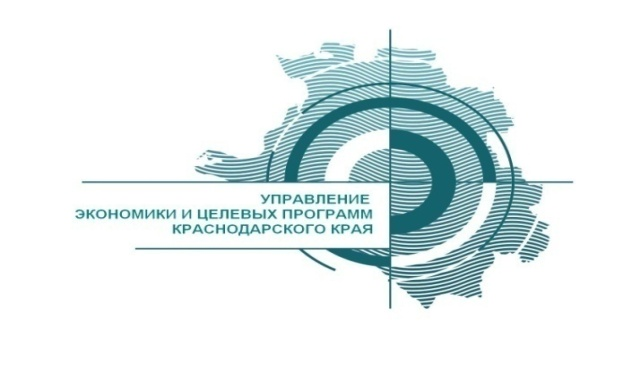 УПРАВЛЕНИЕ
ЭКОНОМИКИ И ЦЕЛЕВЫХ ПРОГРАММ
КРАСНОДАРСКОГО КРАЯ